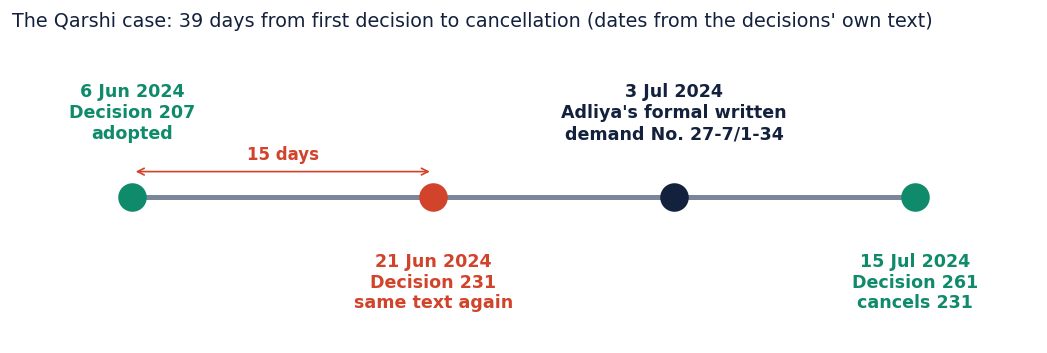 The Qarshi case: 39 days from first decision to cancellation (dates from the decisions' own text)
6 Jun 2024
Decision 207
adopted
15 days
21 Jun 2024
Decision 231
same text again
3 Jul 2024
Adliya's formal written
demand No. 27-7/1-34
15 Jul 2024
Decision 261
cancels 231